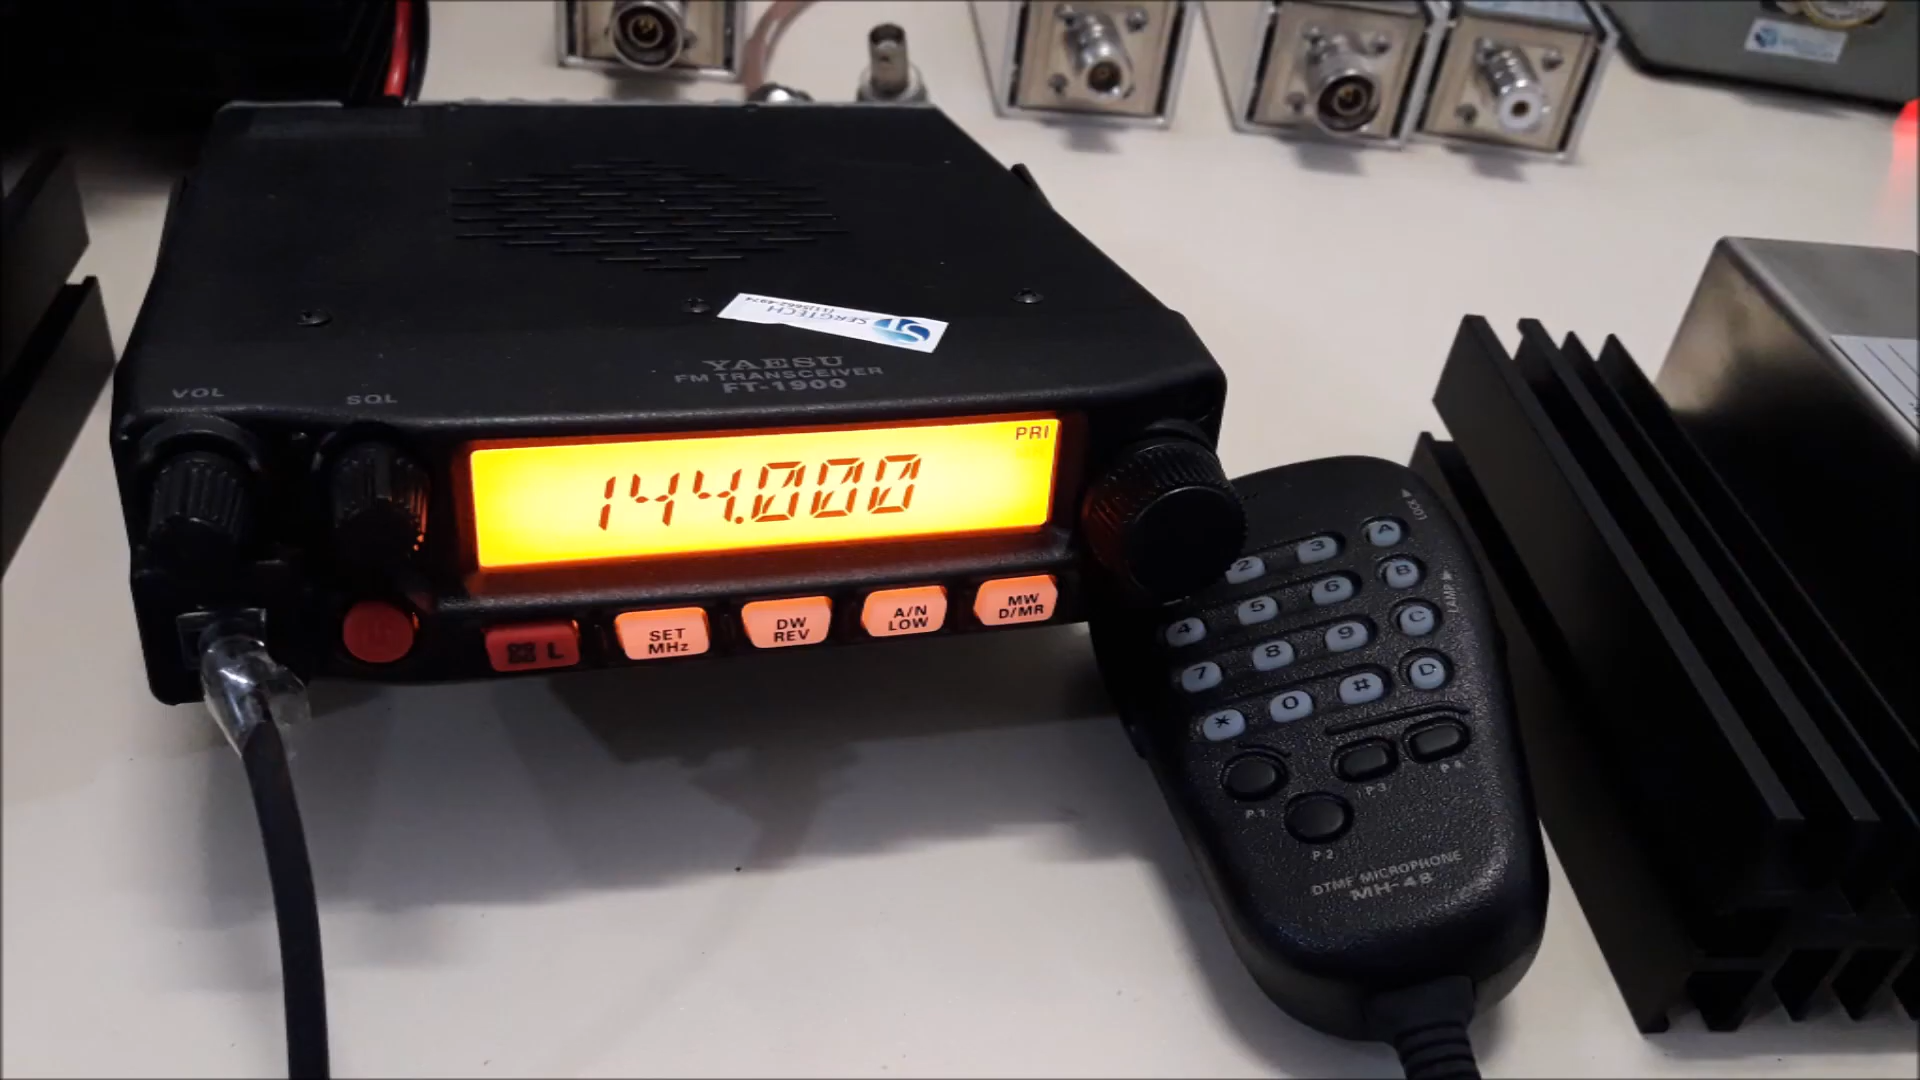 SERGTECH
YAESU
FM TRANSCEIVER
FT-1900
VOL
SQL
PRI
144.000
L
SET
MHz
DW
REV
A/N
LOW
MW
D/MR
LOCK
LAMP
2
3
A
4
5
6
B
7
8
9
C
*
0
#
D
P1
P2
P3
P4
DTMF MICROPHONE
MH-48